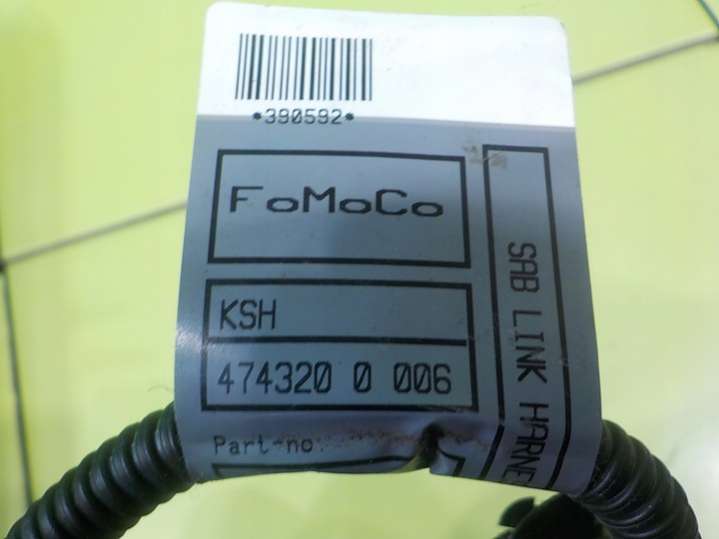 *390592*
FoMoCo
KSH
474320 0 006
Part-no.
SAB LINK HARNE